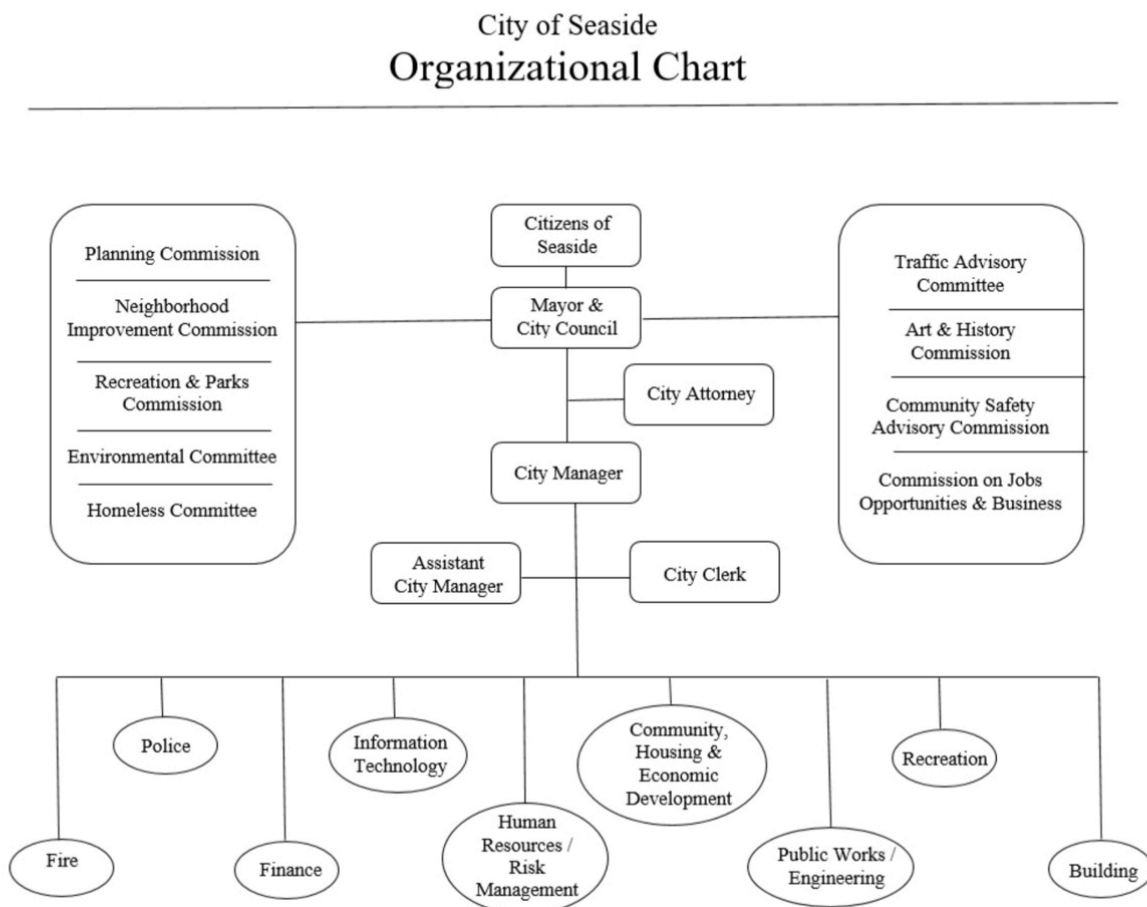 City of Seaside
Organizational Chart
Planning Commission
Neighborhood
Improvement Commission
Recreation & Parks
Commission
Environmental Committee
Homeless Committee
Citizens of
Seaside
Mayor &
City Council
City Attorney
City Manager
Assistant
City Manager
City Clerk
Traffic Advisory
Committee
Art & History
Commission
Community Safety
Advisory Commission
Commission on Jobs
Opportunities & Business
Fire
Police
Finance
Information
Technology
Human
Resources /
Risk
Management
Community,
Housing &
Economic
Development
Public Works /
Engineering
Recreation
Building